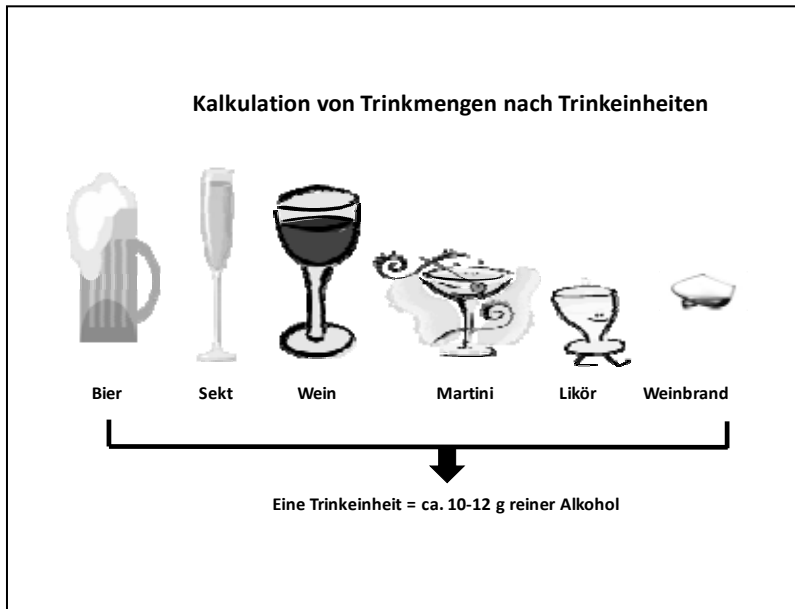 Kalkulation von Trinkmengen nach Trinkeinheiten
Bier Sekt Wein Martini Likör Weinbrand
Eine Trinkeinheit = ca. 10-12 g reiner Alkohol